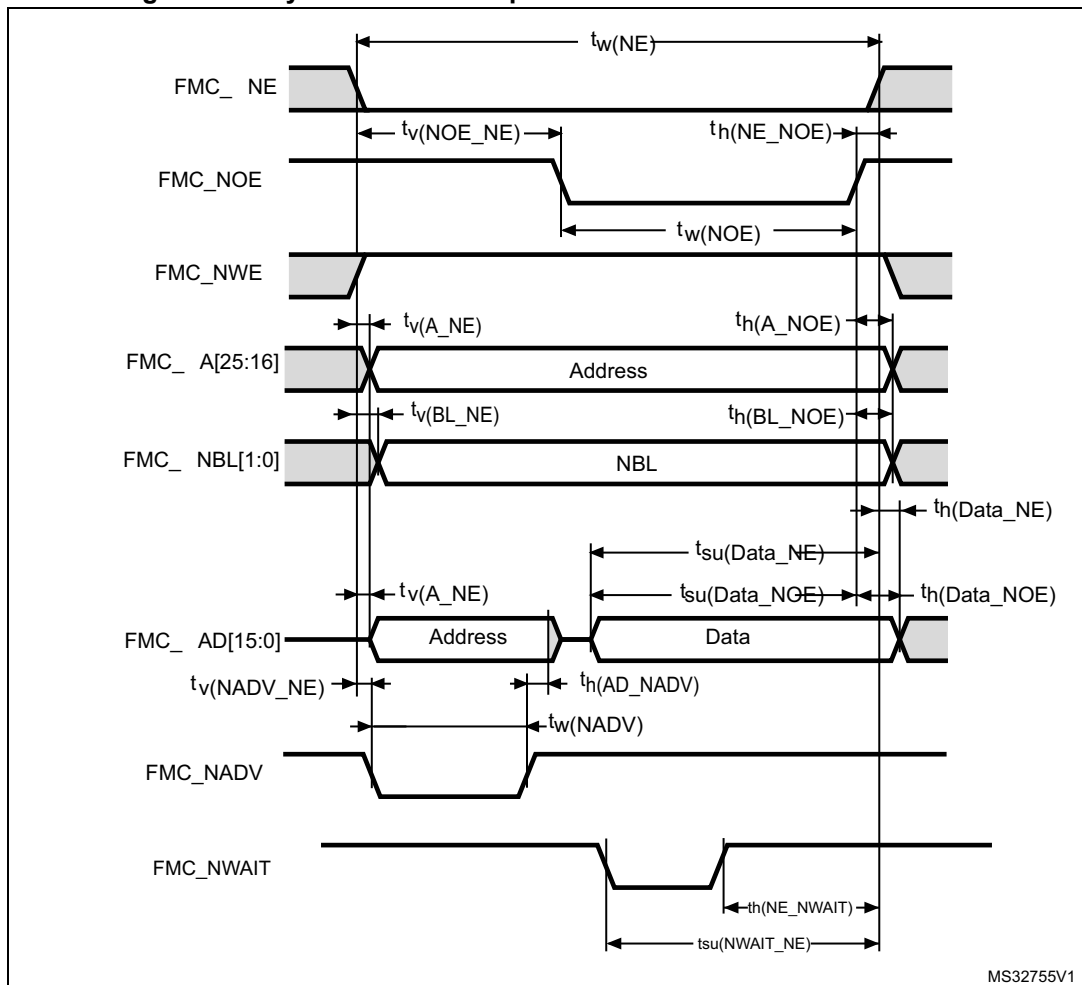 tw(NE)
FMC_ NE
tv(NOE_NE)
th(NE_NOE)
FMC_NOE
tw(NOE)
FMC_NWE
tv(A_NE)
th(A_NOE)
FMC_ A[25:16]
Address
tv(BL_NE)
th(BL_NOE)
FMC_ NBL[1:0]
NBL
th(Data_NE)
tsu(Data_NE)
tv(A_NE)
tsu(Data_NOE)
th(Data_NOE)
FMC_ AD[15:0]
Address
Data
tv(NADV_NE)
th(AD_NADV)
tw(NADV)
FMC_NADV
FMC_NWAIT
th(NE_NWAIT)
tsu(NWAIT_NE)
MS32755V1